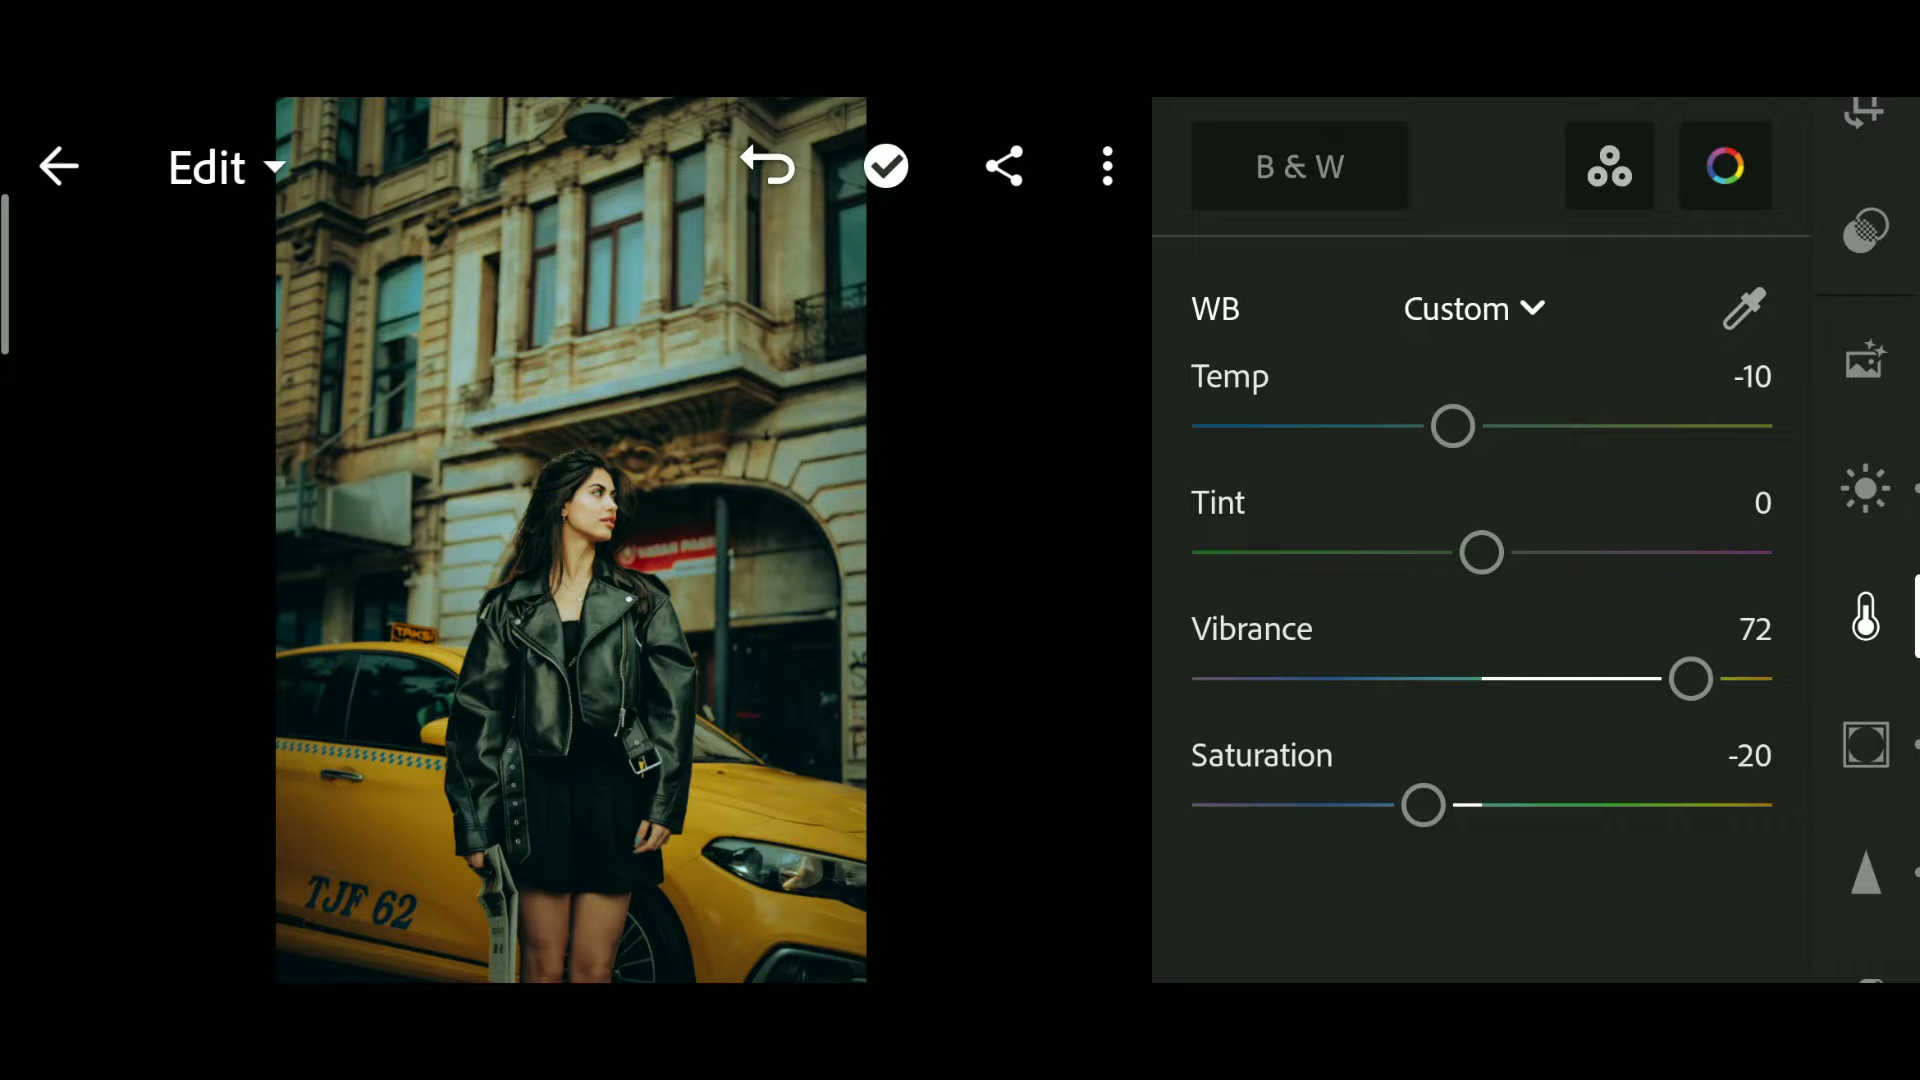 Edit
B & W
WB
Custom
Temp
-10
Tint
0
Vibrance
72
Saturation
-20
TAKSİ
TJF 62